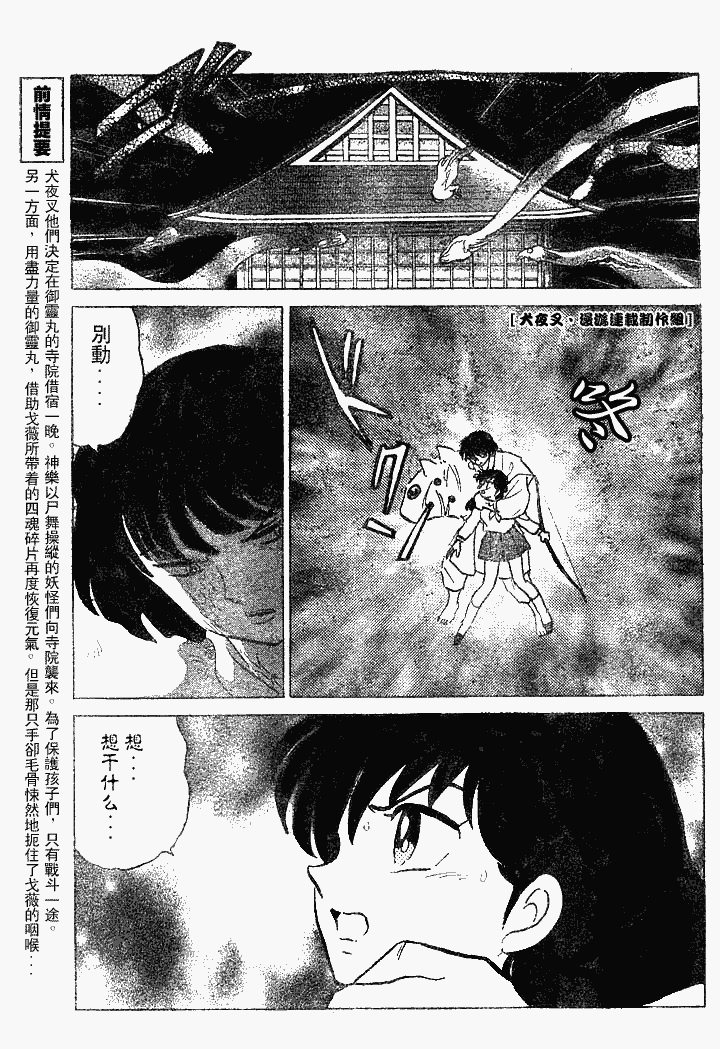 前情提要
犬夜叉他們決定在御靈丸的寺院借宿一晚。神樂以尸舞操縱的妖怪們向寺院襲來。為了保護孩子們，只有戰斗一途。
另一方面，用盡力量的御靈丸，借助戈薇所帶着的四魂碎片再度恢復元氣。但是那只手卻毛骨悚然地扼住了戈薇的咽喉…
[犬夜叉·漫游連載制作組]
別動‥‥
想…
想干什么…